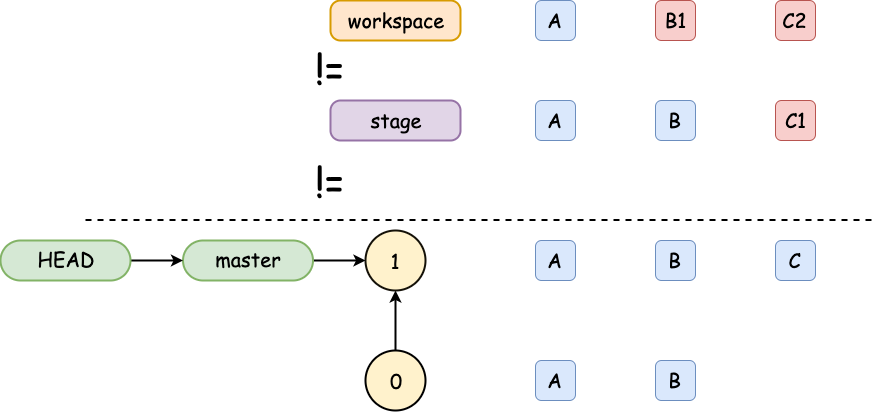 workspace A B1 C2
!=
stage A B C1
!=
HEAD master 1 A B C
0 A B